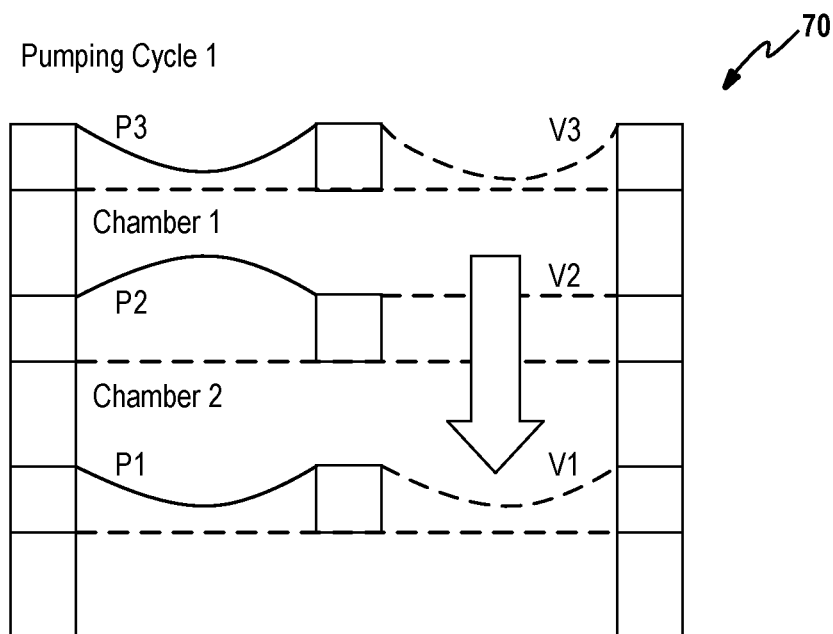 70
Pumping Cycle 1
P3 V3
Chamber 1
P2 V2
Chamber 2
P1 V1